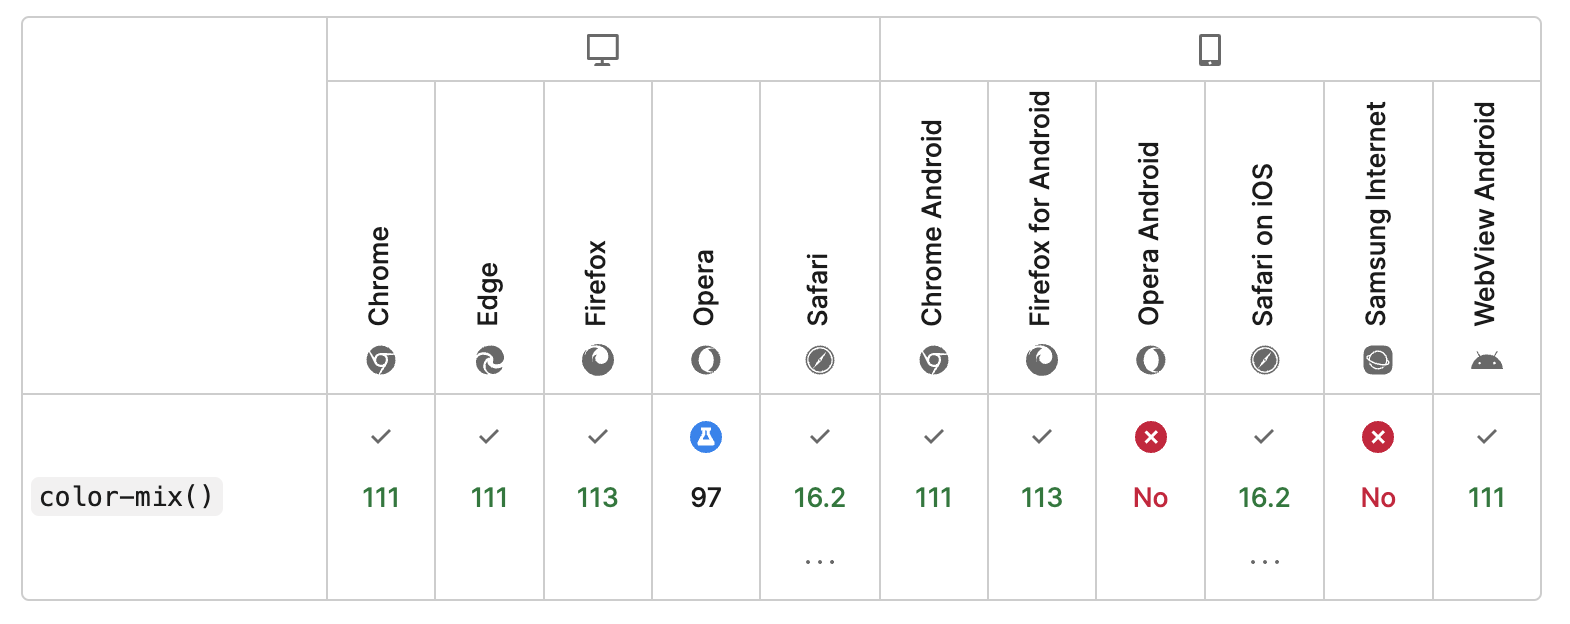 Chrome
Edge
Firefox
Opera
Safari
Chrome Android
Firefox for Android
Opera Android
Safari on iOS
Samsung Internet
WebView Android
color-mix()
111
111
113
97
16.2
111
113
No
16.2
No
111
...
...